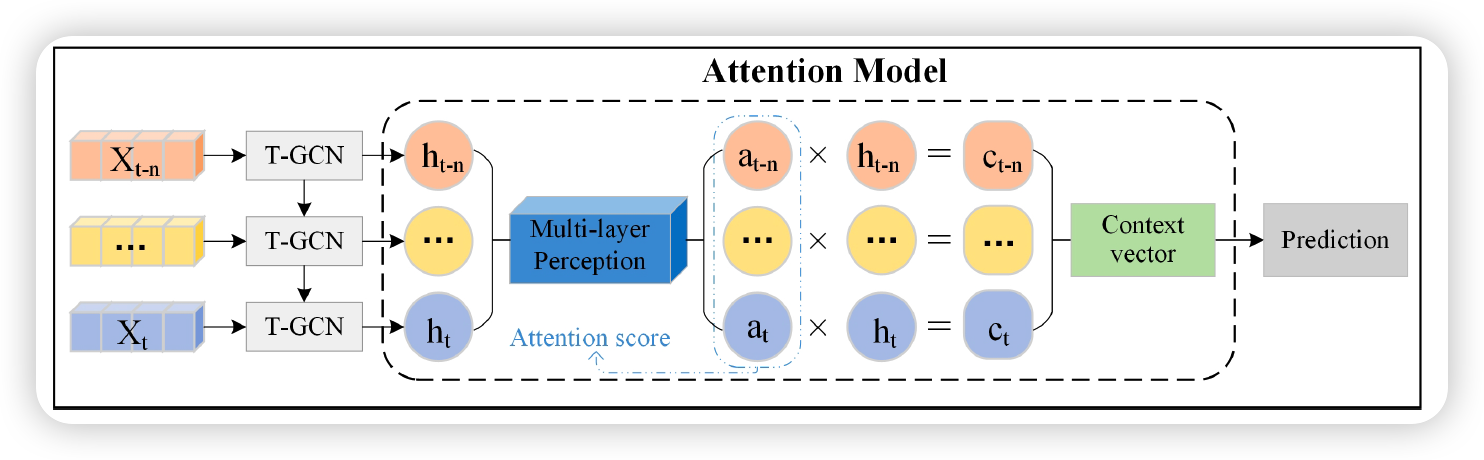 Attention Model
X_{t-n} T-GCN h_{t-n} a_{t-n} × h_{t-n} = c_{t-n}
... T-GCN ... Multi-layer Perception ... × ... = ... Context vector Prediction
X_t T-GCN h_t Attention score a_t × h_t = c_t